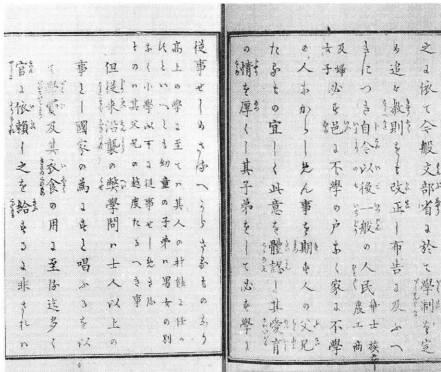 之に依て今般文部省に於て學制を定
め追々敎則をも改正し布告に及ふへ
きにつき自今以後一般の人民 華士族農工商及婦女子
必す邑に不學の戶なく家に不學
の人なからしめん事を期す人の父兄
たるもの宜しく此意を體認し其愛育
の情を厚くし其子弟をして必す學に
從事せしめさるへからさるものなり
高上の學に至ては其人の材能に任かすといへとも幼童の子弟は男女の別なく小學に從事せしめさるものは其父兄の越度たるへき事
但從來沿襲の弊學問は士人以上の
事とし國家の爲にすと唱ふるを以
て學費及其衣食の用に至る迄多く
官に依賴し之を給するに非されは